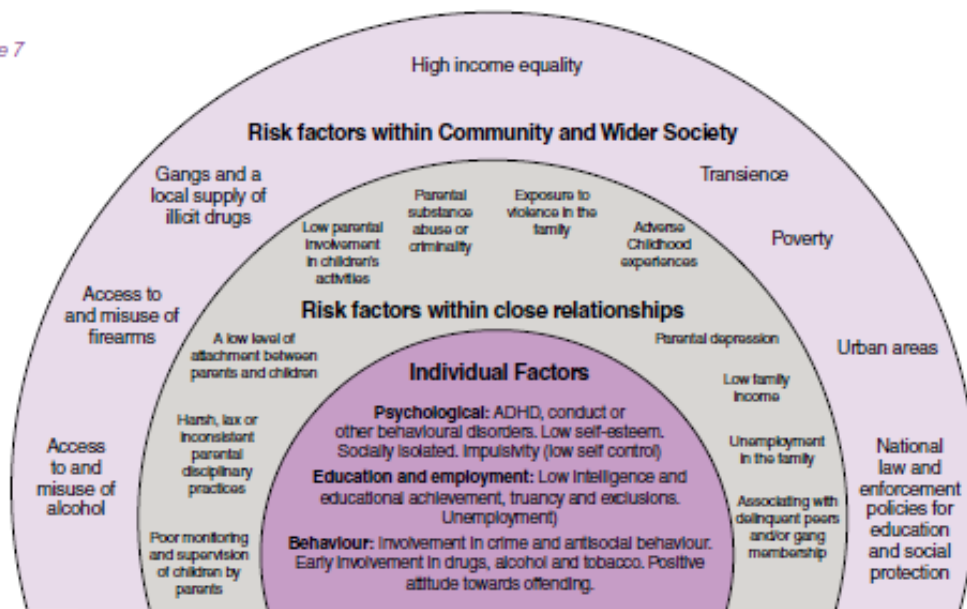 e 7
High income equality
Risk factors within Community and Wider Society
Gangs and a
local supply of
illicit drugs
Transience
Poverty
Access to
and misuse of
firearms
Urban areas
Access
to and
misuse of
alcohol
National
law and
enforcement
policies for
education
and social
protection
Low parental
involvement
in children's
activities
Parental
substance
abuse or
criminality
Exposure to
violence in the
family
Adverse
Childhood
experiences
Risk factors within close relationships
A low level of
attachment between
parents and children
Parental depression
Harsh, lax or
inconsistent
parental
disciplinary
practices
Low family
income
Unemployment
in the family
Poor monitoring
and supervision
of children by
parents
Associating with
delinquent peers
and/or gang
membership
Individual Factors
Psychological: ADHD, conduct or
other behavioural disorders. Low self-esteem.
Socially isolated. Impulsivity (low self control)
Education and employment: Low intelligence and
educational achievement, truancy and exclusions.
Unemployment)
Behaviour: Involvement in crime and antisocial behaviour.
Early involvement in drugs, alcohol and tobacco. Positive
attitude towards offending.